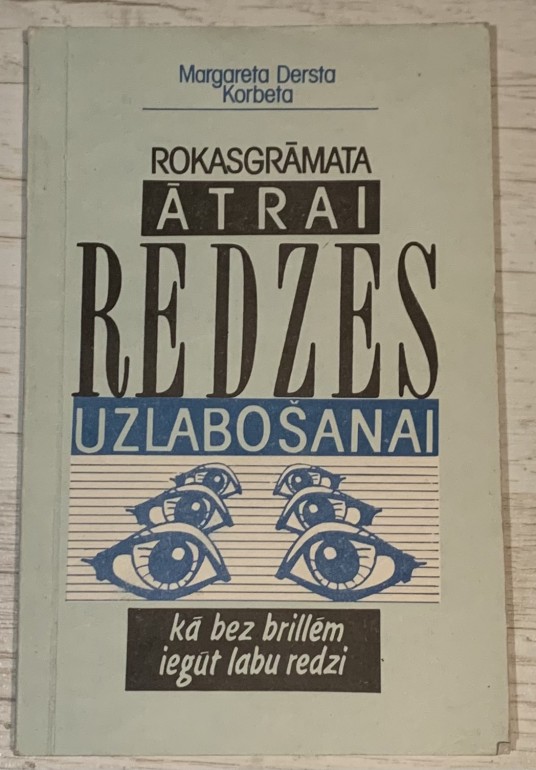 Margareta Dersta
Korbeta
ROKASGRĀMATA
ĀTRAI
REDZES
UZLABOŠANAI
kā bez brillēm
iegūt labu redzi